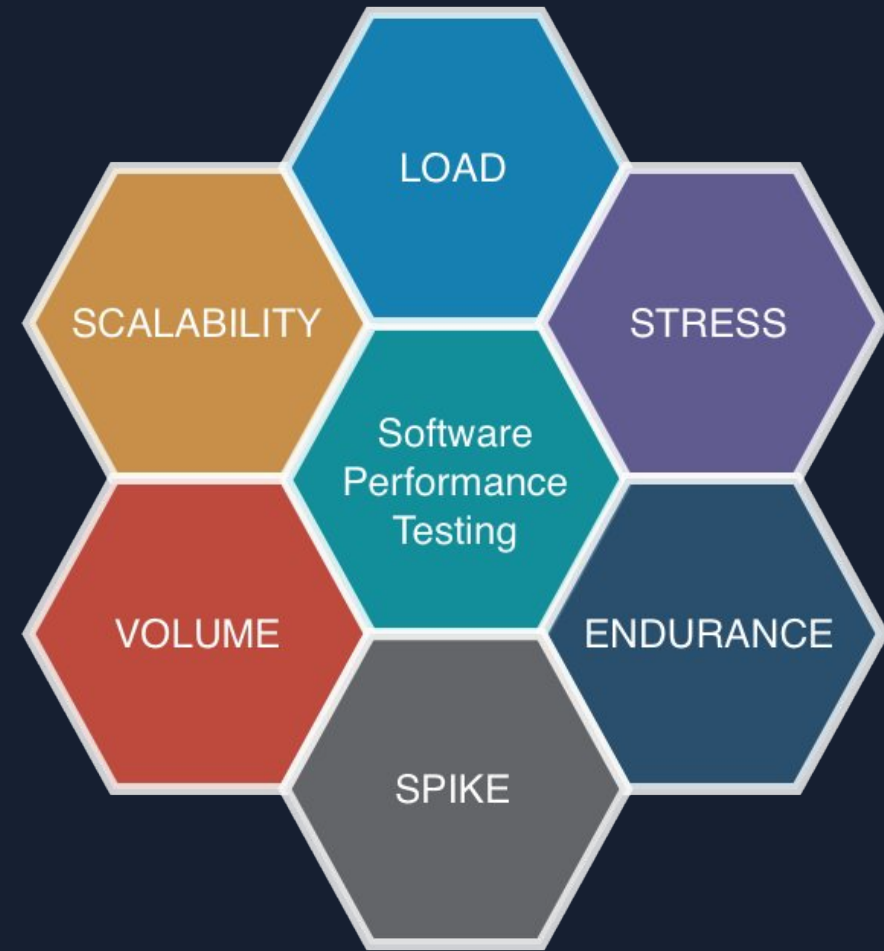 LOAD
SCALABILITY
STRESS
Software
Performance
Testing
VOLUME
ENDURANCE
SPIKE